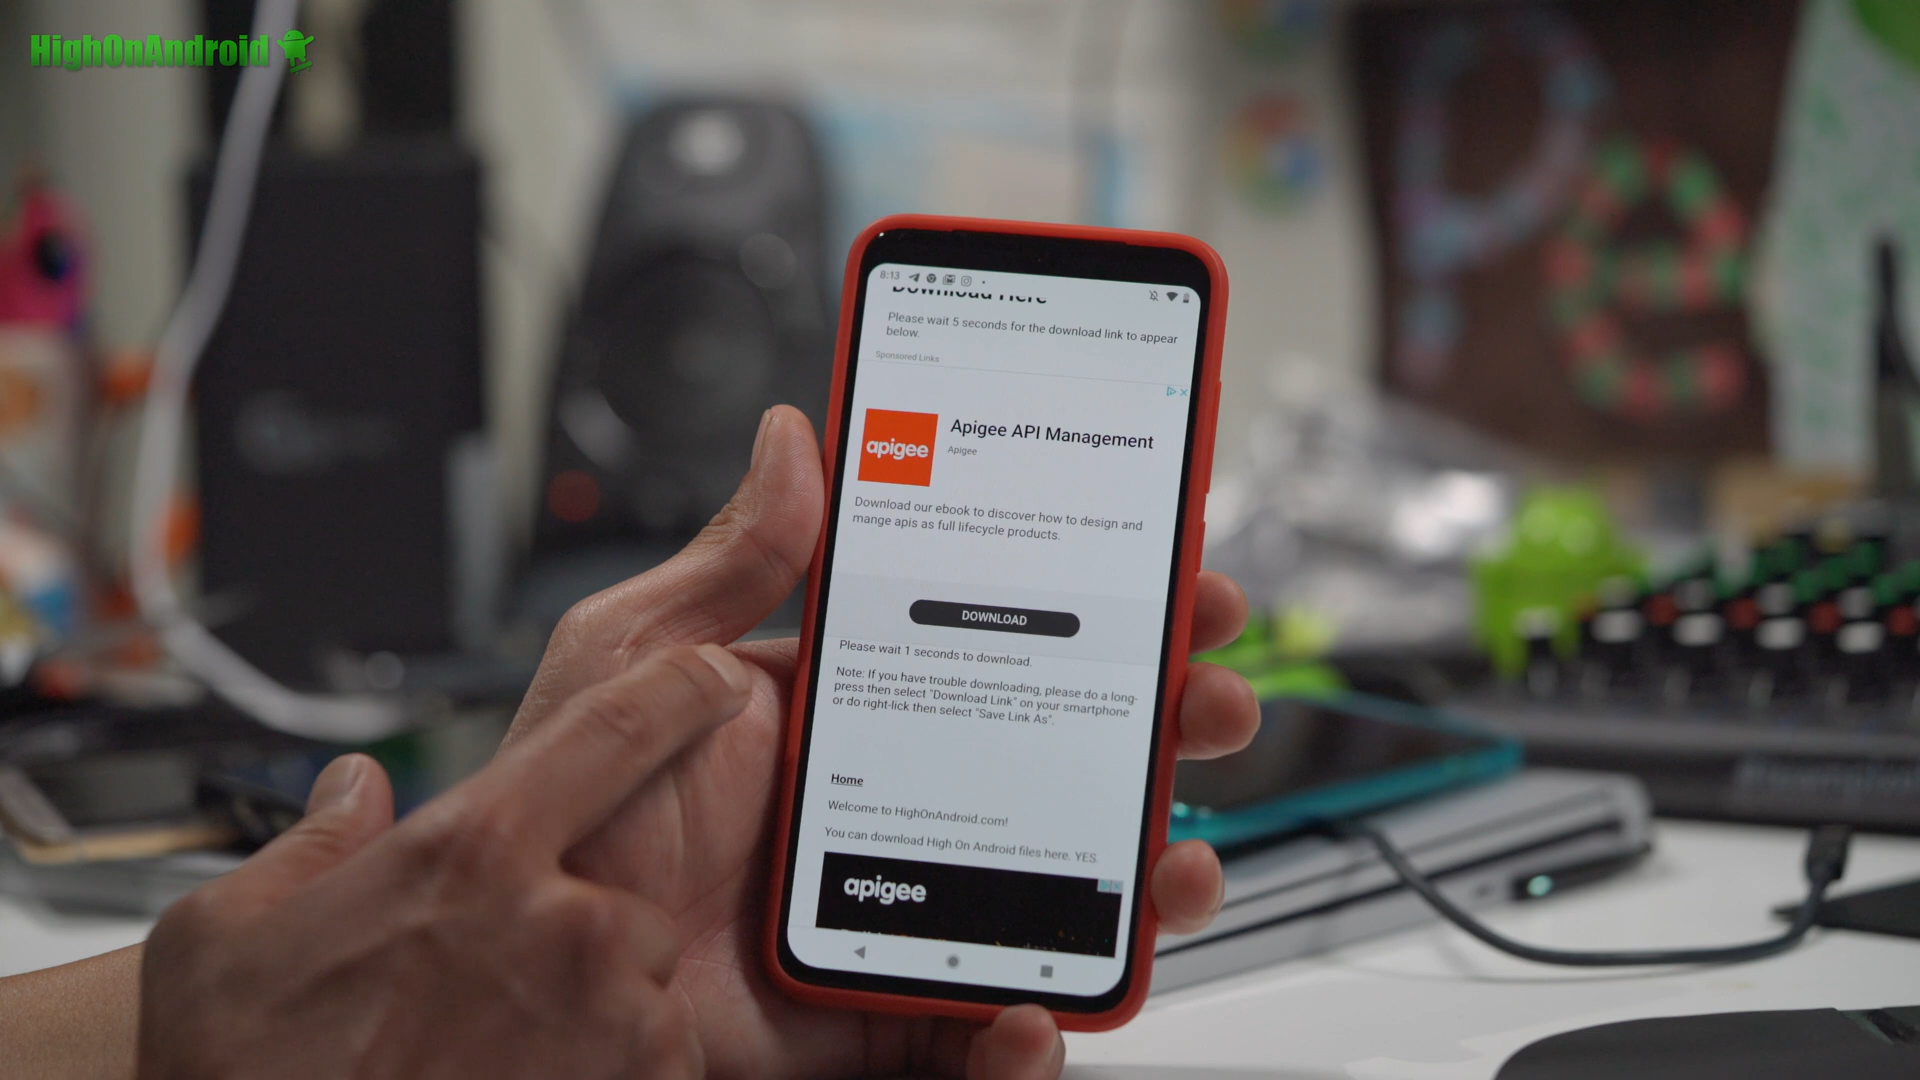 HighOnAndroid
8:13
Download Here
Please wait 5 seconds for the download link to appear
below.
Sponsored Links
apigee
Apigee API Management
Apigee
Download our ebook to discover how to design and
mange apis as full lifecycle products.
DOWNLOAD
Please wait 1 seconds to download.
Note: If you have trouble downloading, please do a long-
press then select "Download Link" on your smartphone
or do right-lick then select "Save Link As".
Home
Welcome to HighOnAndroid.com!
You can download High On Android files here. YES.
apigee